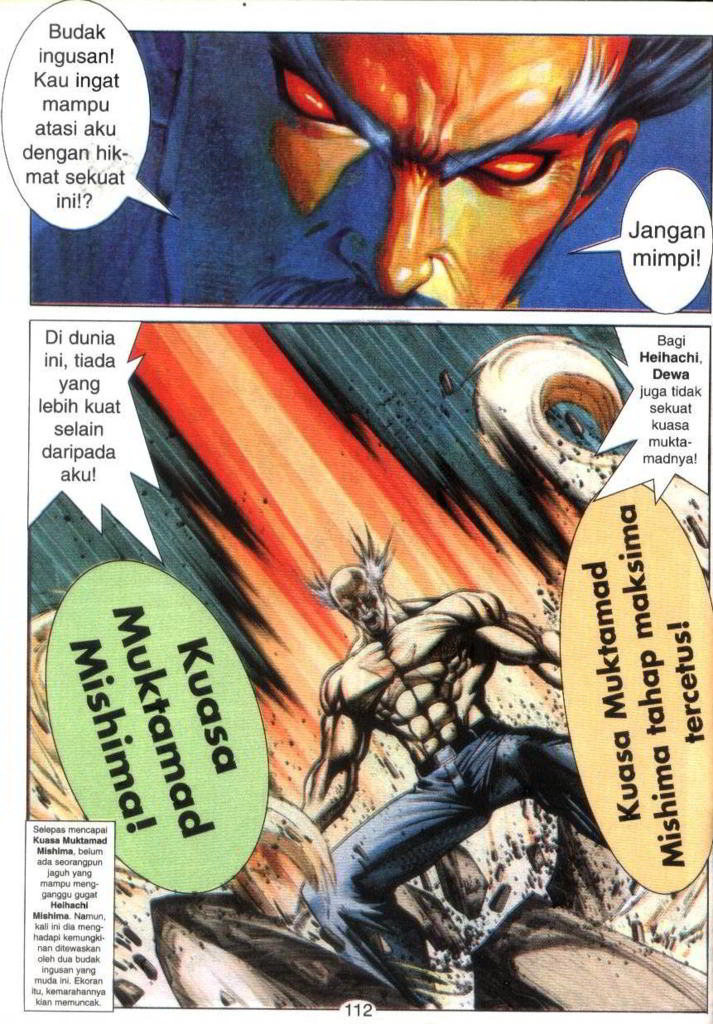 Budak
ingusan!
Kau ingat
mampu
atasi aku
dengan hik-
mat sekuat
ini!?
Jangan
mimpi!
Di dunia
ini, tiada
yang
lebih kuat
selain
daripada
aku!
Bagi
Heihachi,
Dewa
juga tidak
sekuat
kuasa
mukta-
madnya!
Kuasa
Muktamad
Mishima!
Kuasa Muktamad
Mishima tahap maksima
tercetus!
Selepas mencapai
Kuasa Muktamad
Mishima, belum
ada seorangpun
jaguh yang
mampu meng-
ganggu gugat
Heihachi
Mishima. Namun,
kali ini dia meng-
hadapi kemungki-
nan ditewaskan
oleh dua budak
ingusan yang
muda ini. Ekoran
itu, kemarahannya
kian memuncak.
112